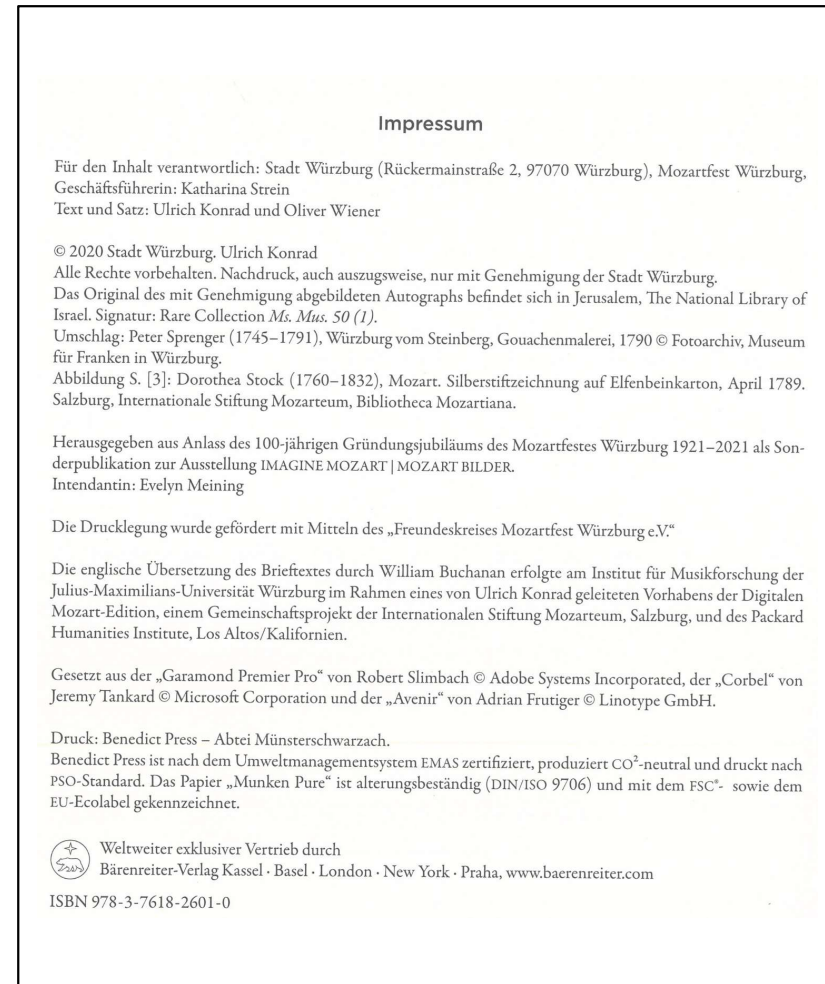 Impressum
Für den Inhalt verantwortlich: Stadt Würzburg (Rückermainstraße 2, 97070 Würzburg), Mozartfest Würzburg,
Geschäftsführerin: Katharina Strein
Text und Satz: Ulrich Konrad und Oliver Wiener
© 2020 Stadt Würzburg. Ulrich Konrad
Alle Rechte vorbehalten. Nachdruck, auch auszugsweise, nur mit Genehmigung der Stadt Würzburg.
Das Original des mit Genehmigung abgebildeten Autographs befindet sich in Jerusalem, The National Library of
Israel. Signatur: Rare Collection Ms. Mus. 50 (1).
Umschlag: Peter Sprenger (1745–1791), Würzburg vom Steinberg, Gouachenmalerei, 1790 © Fotoarchiv, Museum
für Franken in Würzburg.
Abbildung S. [3]: Dorothea Stock (1760–1832), Mozart. Silberstiftzeichnung auf Elfenbeinkarton, April 1789.
Salzburg, Internationale Stiftung Mozarteum, Bibliotheca Mozartiana.
Herausgegeben aus Anlass des 100-jährigen Gründungsjubiläums des Mozartfestes Würzburg 1921–2021 als Son-
derpublikation zur Ausstellung IMAGINE MOZART | MOZART BILDER.
Intendantin: Evelyn Meining
Die Drucklegung wurde gefördert mit Mitteln des „Freundeskreises Mozartfest Würzburg e.V.“
Die englische Übersetzung des Brieftextes durch William Buchanan erfolgte am Institut für Musikforschung der
Julius-Maximilians-Universität Würzburg im Rahmen eines von Ulrich Konrad geleiteten Vorhabens der Digitalen
Mozart-Edition, einem Gemeinschaftsprojekt der Internationalen Stiftung Mozarteum, Salzburg, und des Packard
Humanities Institute, Los Altos/Kalifornien.
Gesetzt aus der „Garamond Premier Pro“ von Robert Slimbach © Adobe Systems Incorporated, der „Corbel“ von
Jeremy Tankard © Microsoft Corporation und der „Avenir“ von Adrian Frutiger © Linotype GmbH.
Druck: Benedict Press – Abtei Münsterschwarzach.
Benedict Press ist nach dem Umweltmanagementsystem EMAS zertifiziert, produziert CO²-neutral und druckt nach
PSO-Standard. Das Papier „Munken Pure“ ist alterungsbeständig (DIN/ISO 9706) und mit dem FSC®- sowie dem
EU-Ecolabel gekennzeichnet.
Weltweiter exklusiver Vertrieb durch
Bärenreiter-Verlag Kassel · Basel · London · New York · Praha, www.baerenreiter.com
ISBN 978-3-7618-2601-0